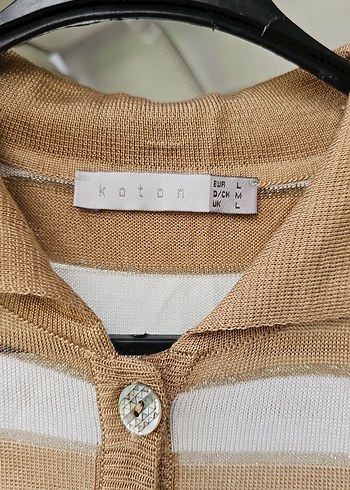 koton
EUR L
D/CH M
UK L